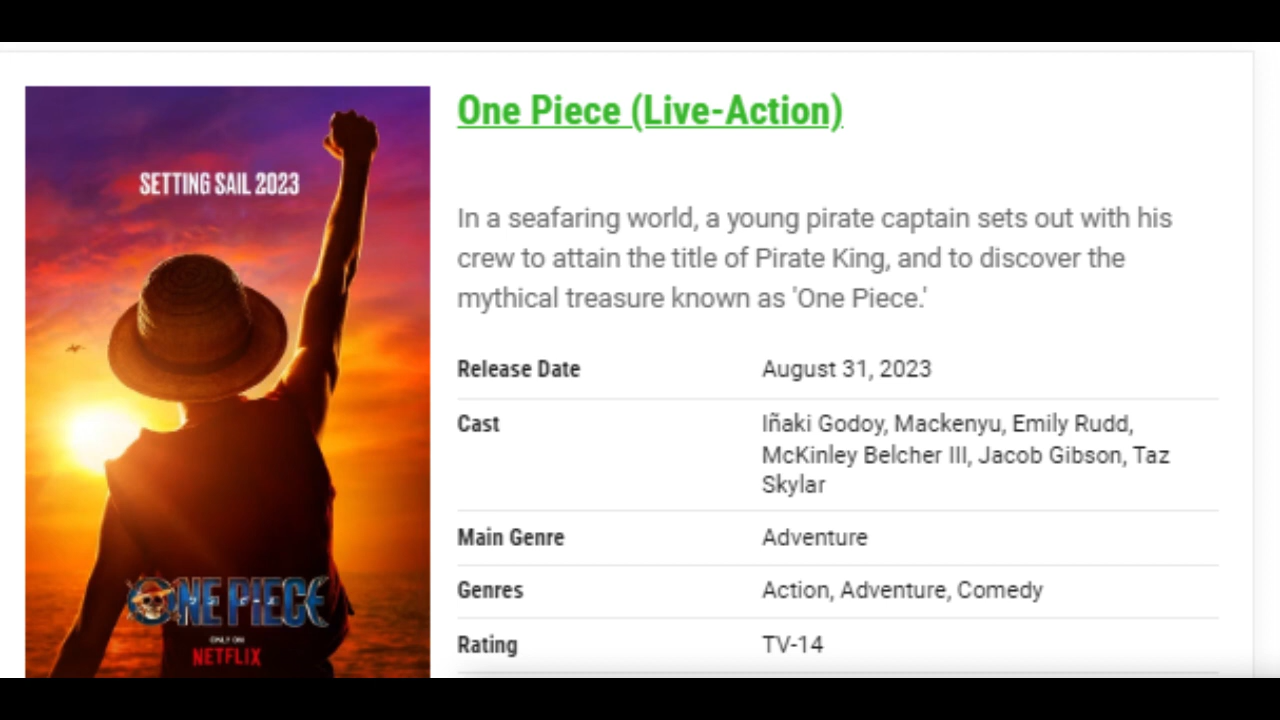 One Piece (Live-Action)
SETTING SAIL 2023
In a seafaring world, a young pirate captain sets out with his
crew to attain the title of Pirate King, and to discover the
mythical treasure known as 'One Piece.'
Release Date August 31, 2023
Cast Iñaki Godoy, Mackenyu, Emily Rudd,
McKinley Belcher III, Jacob Gibson, Taz
Skylar
Main Genre Adventure
Genres Action, Adventure, Comedy
Rating TV-14
ONE PIECE
ONLY ON
NETFLIX